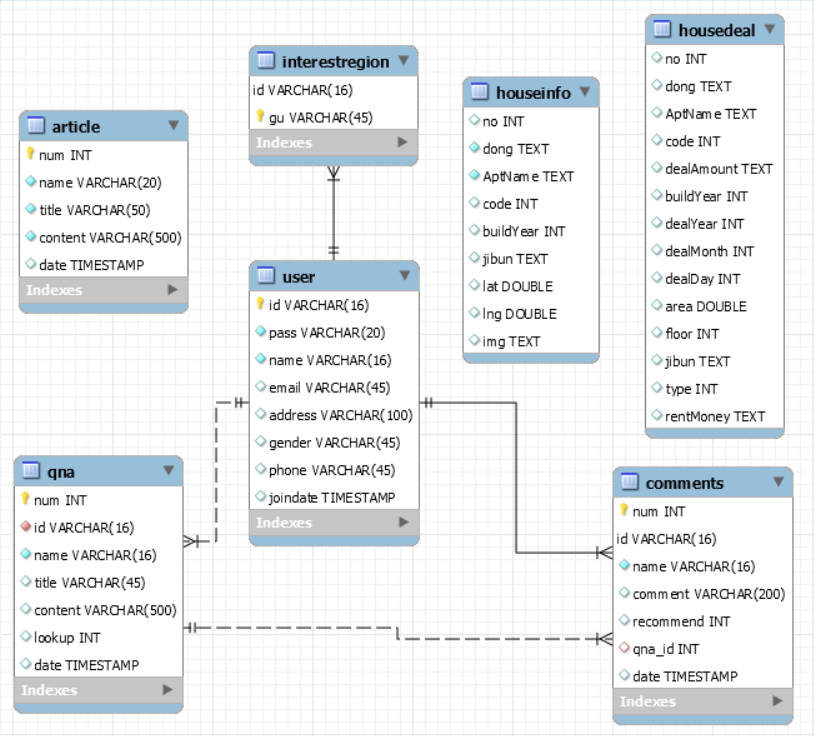 article
num INT
name VARCHAR(20)
title VARCHAR(50)
content VARCHAR(500)
date TIMESTAMP
Indexes
interestregion
id VARCHAR(16)
gu VARCHAR(45)
Indexes
houseinfo
no INT
dong TEXT
AptName TEXT
code INT
buildYear INT
jibun TEXT
lat DOUBLE
lng DOUBLE
img TEXT
housedeal
no INT
dong TEXT
AptName TEXT
code INT
dealAmount TEXT
buildYear INT
dealYear INT
dealMonth INT
dealDay INT
area DOUBLE
floor INT
jibun TEXT
type INT
rentMoney TEXT
user
id VARCHAR(16)
pass VARCHAR(20)
name VARCHAR(16)
email VARCHAR(45)
address VARCHAR(100)
gender VARCHAR(45)
phone VARCHAR(45)
joindate TIMESTAMP
Indexes
qna
num INT
id VARCHAR(16)
name VARCHAR(16)
title VARCHAR(45)
content VARCHAR(500)
lookup INT
date TIMESTAMP
Indexes
comments
num INT
id VARCHAR(16)
name VARCHAR(16)
comment VARCHAR(200)
recommend INT
qna_id INT
date TIMESTAMP
Indexes